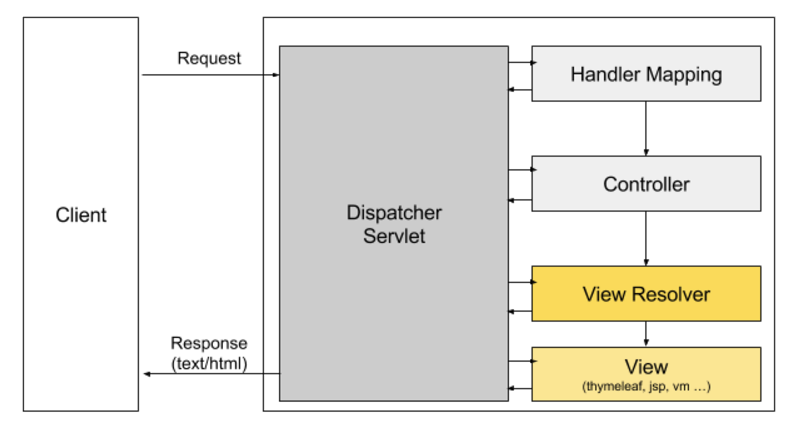 Client
Request
Response
(text/html)
Dispatcher
Servlet
Handler Mapping
Controller
View Resolver
View
(thymeleaf, jsp, vm ...)